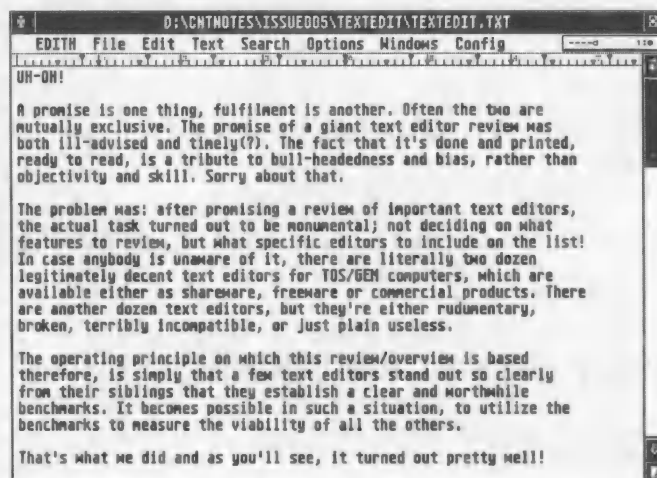 D:\CNTNOTES\ISSUE005\TEXTEDIT\TEXTEDIT.TXT
EDITH File Edit Text Search Options Windows Config
UH-OH!
A promise is one thing, fulfilment is another. Often the two are
mutually exclusive. The promise of a giant text editor review was
both ill-advised and timely(?). The fact that it's done and printed,
ready to read, is a tribute to bull-headedness and bias, rather than
objectivity and skill. Sorry about that.
The problem was: after promising a review of important text editors,
the actual task turned out to be monumental; not deciding on what
features to review, but what specific editors to include on the list!
In case anybody is unaware of it, there are literally two dozen
legitimately decent text editors for TOS/GEM computers, which are
available either as shareware, freeware or commercial products. There
are another dozen text editors, but they're either rudumentary,
broken, terribly incompatible, or just plain useless.
The operating principle on which this review/overview is based
therefore, is simply that a few text editors stand out so clearly
from their siblings that they establish a clear and worthwhile
benchmarks. It becomes possible in such a situation, to utilize the
benchmarks to measure the viability of all the others.
That's what we did and as you'll see, it turned out pretty well!